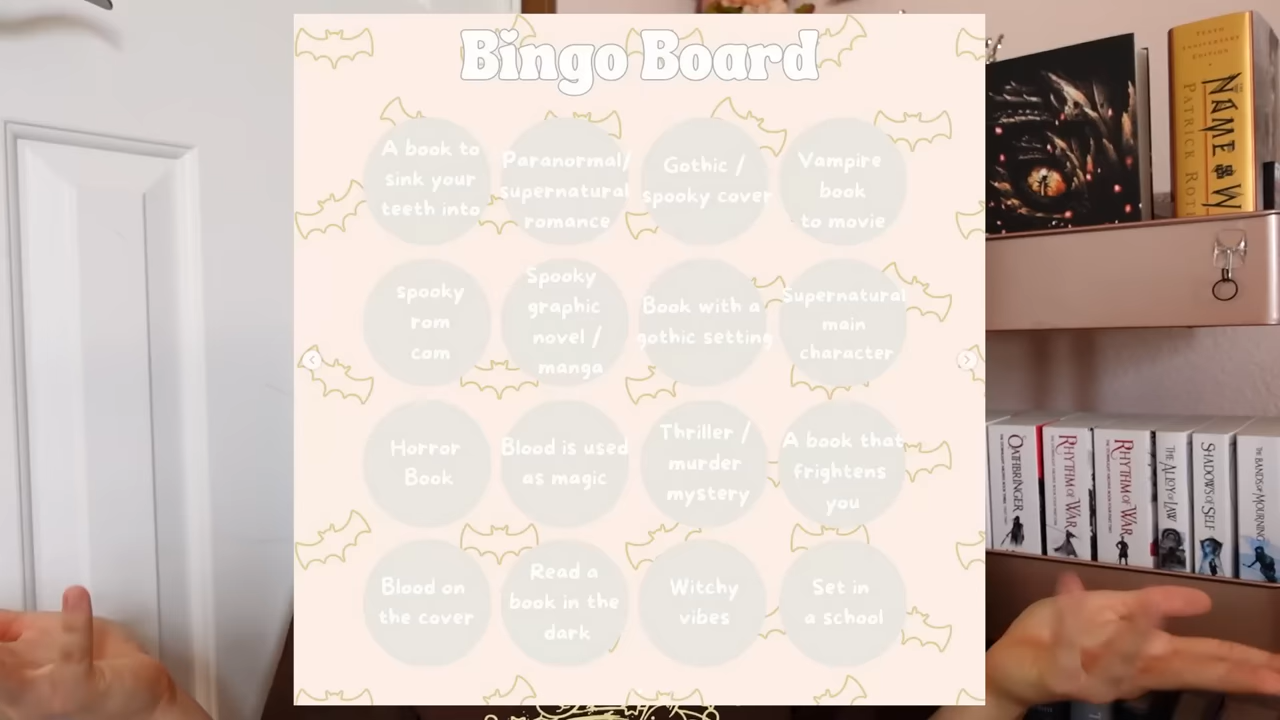 Bingo Board
A book to
sink your
teeth into
Paranormal/
supernatural
romance
Gothic /
spooky cover
Vampire
book
to movie
spooky
rom
com
Spooky
graphic
novel /
manga
Book with a
gothic setting
Supernatural
main
character
Horror
Book
Blood is used
as magic
Thriller /
murder
mystery
A book that
frightens
you
Blood on
the cover
Read a
book in the
dark
Witchy
vibes
Set in
a school
TENTH
ANNIVERSARY
EDITION
NAME
PATRICK
OATHBRINGER
RHYTHM OF WAR
RHYTHM OF WAR
THE ALLOY OF LAW
SHADOWS OF SELF
THE BANDS OF MOURNING